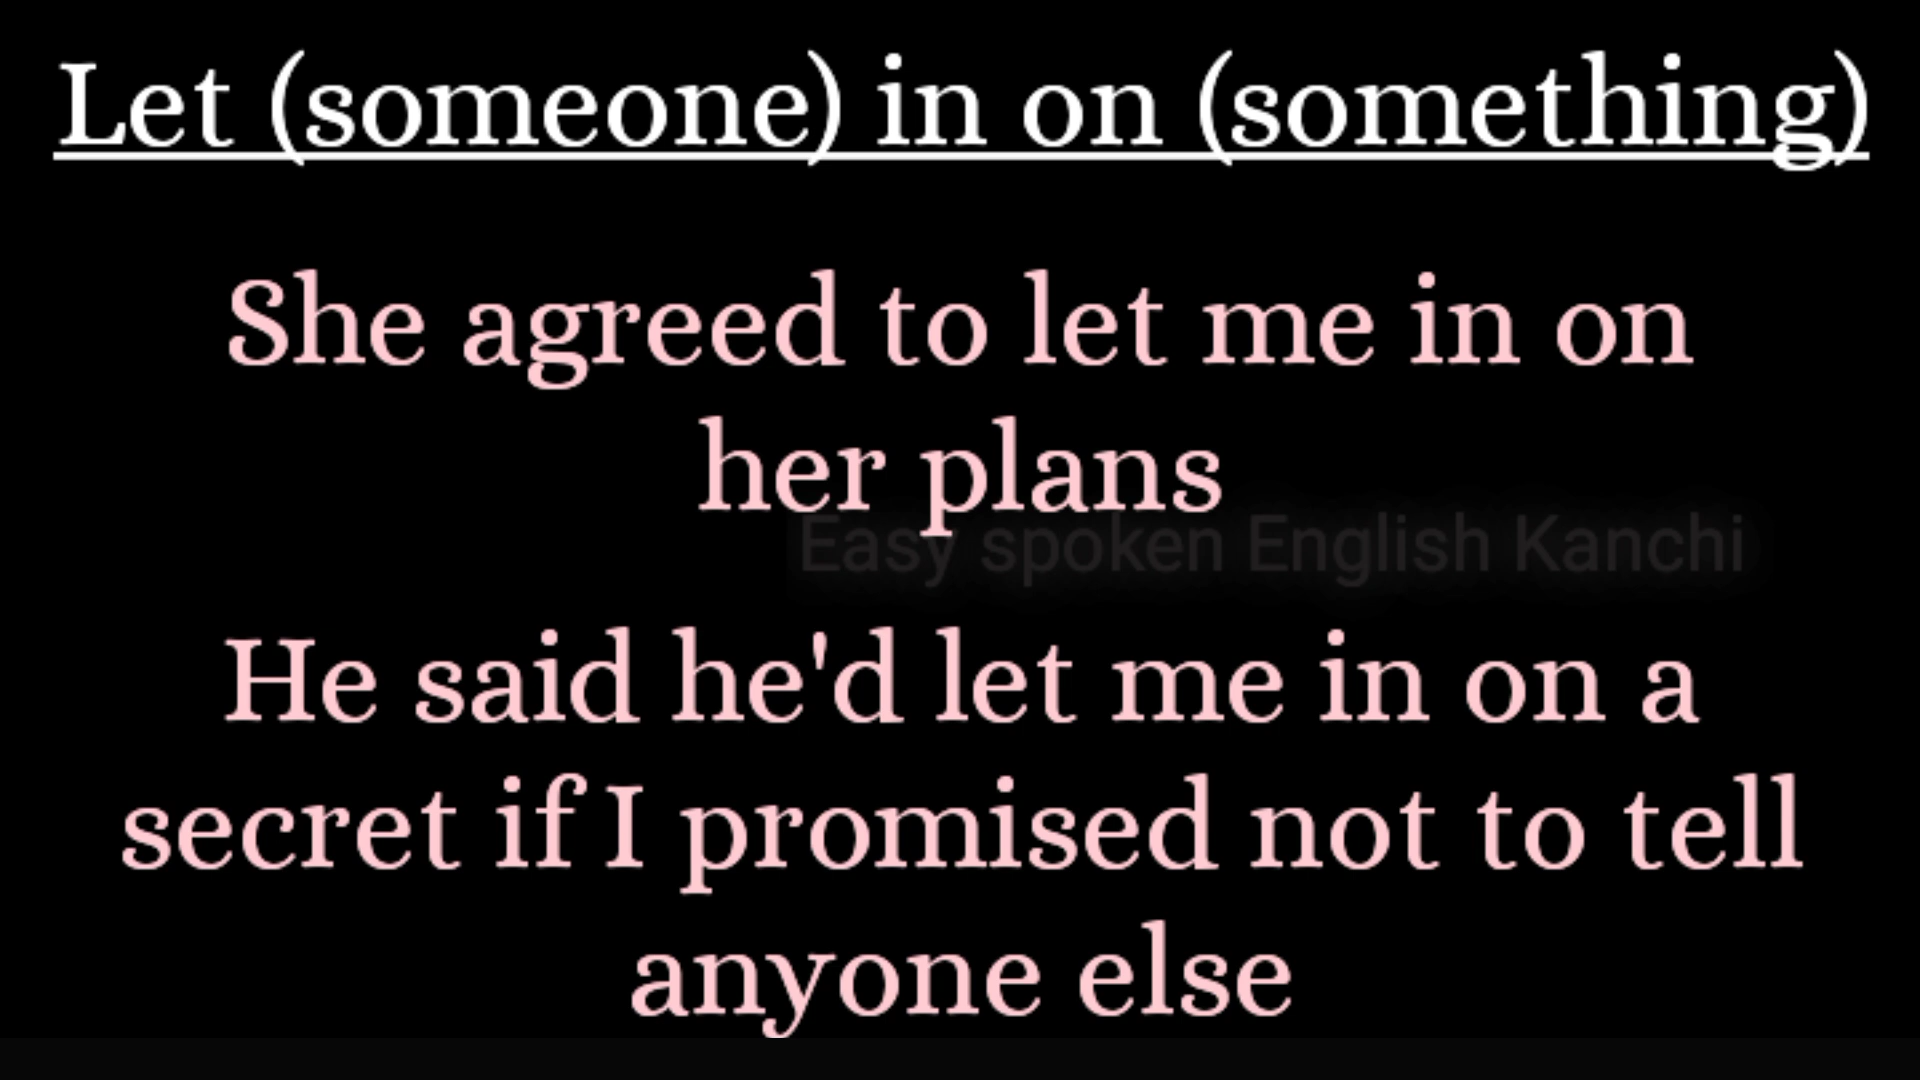 Let (someone) in on (something)
She agreed to let me in on
her plans
Easy spoken English Kanchi
He said he'd let me in on a
secret if I promised not to tell
anyone else